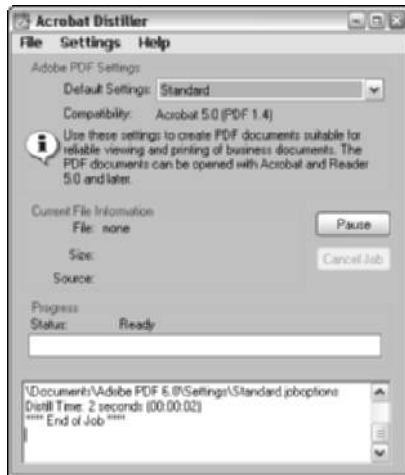 Acrobat Distiller
File Settings Help
Adobe PDF Settings
Default Settings: Standard
Compatibility: Acrobat 5.0 (PDF 1.4)
Use these settings to create PDF documents suitable for
reliable viewing and printing of business documents. The
PDF documents can be opened with Acrobat and Reader
5.0 and later.
Current File Information
File: none
Pause
Size:
Cancel Job
Source:
Progress
Status: Ready
\Documents\Adobe PDF 6.0\Settings\Standard.joboptions
Distill Time: 2 seconds (00:00:02)
**** End of Job ****